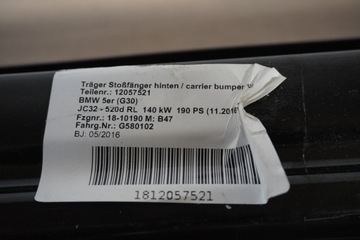 Träger Stoßfänger hinten / carrier bumper
Teilenr.: 12057521
BMW 5er (G30)
JC32 - 520d RL 140 kW 190 PS (11.2016
Fzgnr.: 18-10190 M: B47
Fahrg.Nr.: G580102
BJ: 05/2016
1812057521